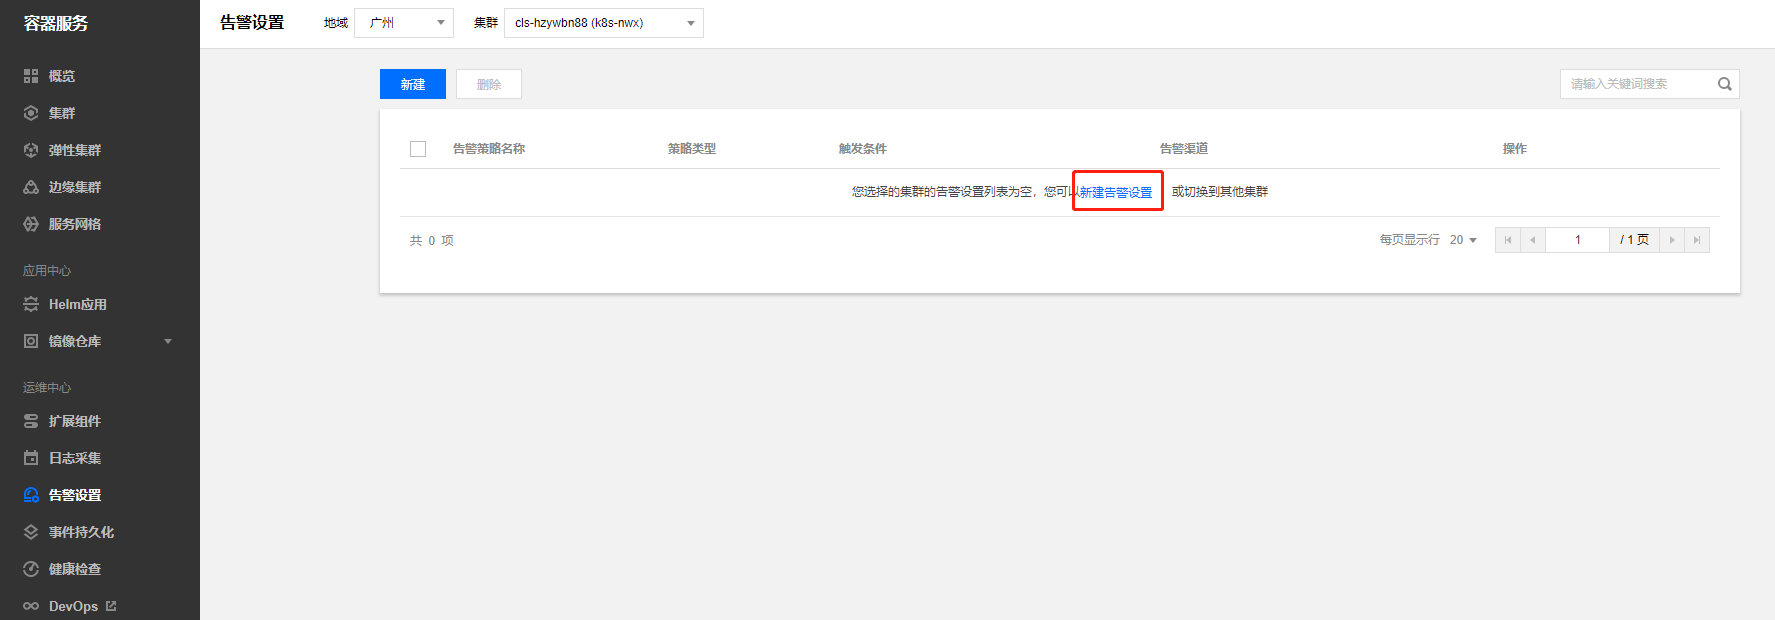 容器服务
告警设置 地域 广州 集群 cls-hzywbn88 (k8s-nwx)
概览
集群
弹性集群
边缘集群
服务网格
应用中心
Helm应用
镜像仓库
运维中心
扩展组件
日志采集
告警设置
事件持久化
健康检查
DevOps
新建 删除 请输入关键词搜索
告警策略名称 策略类型 触发条件 告警渠道 操作
您选择的集群的告警设置列表为空，您可以新建告警设置 或切换到其他集群
共 0 项 每页显示行 20 1 / 1 页